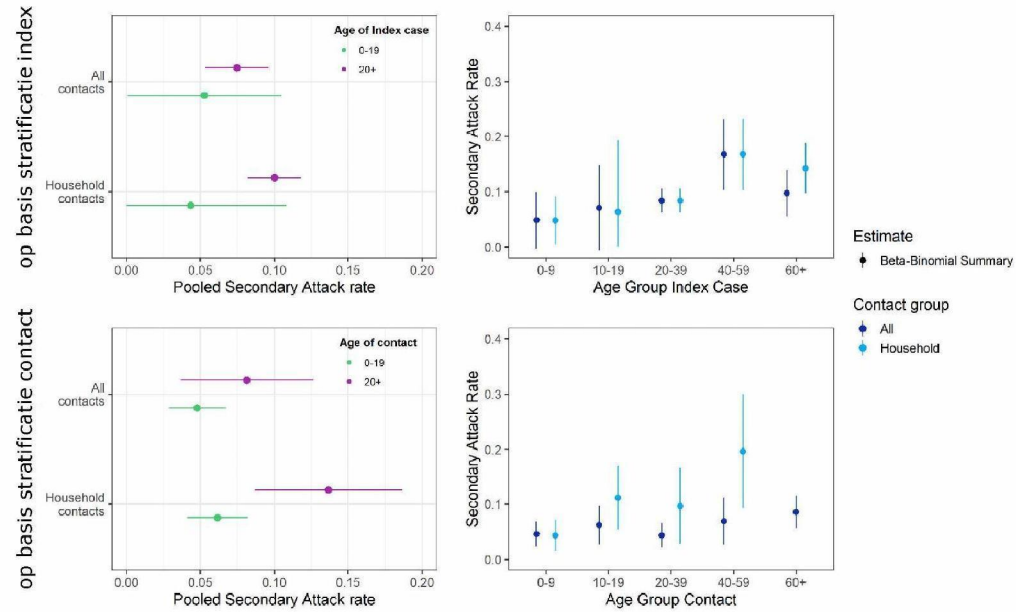 op basis stratificatie index
Age of Index case
0-19
20+
All
contacts
Household
contacts
0.00 0.05 0.10 0.15 0.20
Pooled Secondary Attack rate
Secondary Attack Rate
0.4
0.3
0.2
0.1
0.0
0-9 10-19 20-39 40-59 60+
Age Group Index Case
Estimate
Beta-Binomial Summary
Contact group
All
Household
op basis stratificatie contact
Age of contact
0-19
20+
All
contacts
Household
contacts
0.00 0.05 0.10 0.15 0.20
Pooled Secondary Attack rate
Secondary Attack Rate
0.4
0.3
0.2
0.1
0.0
0-9 10-19 20-39 40-59 60+
Age Group Contact